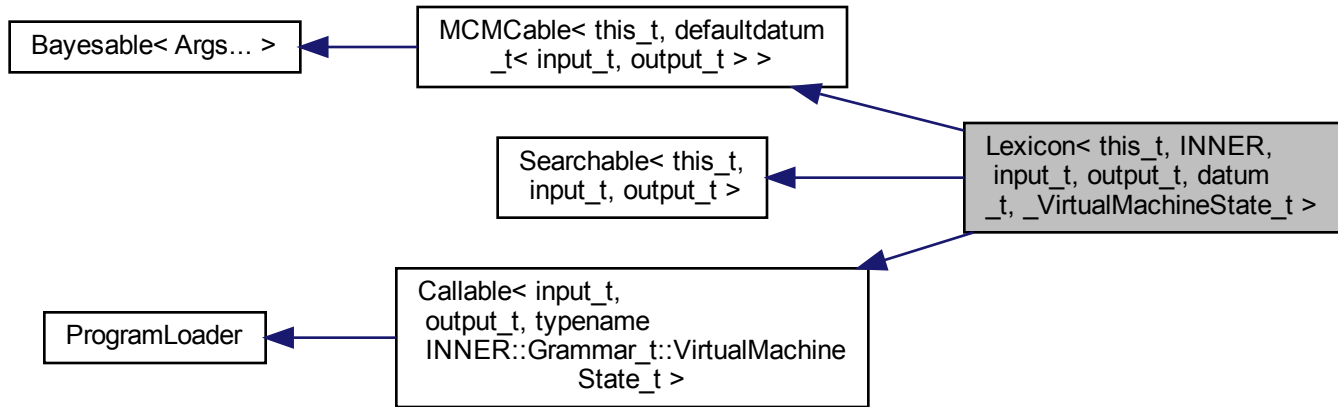 Bayesable< Args... >
MCMCable< this_t, defaultdatum
_t< input_t, output_t > >
Searchable< this_t,
input_t, output_t >
Lexicon< this_t, INNER,
input_t, output_t, datum
_t, _VirtualMachineState_t >
ProgramLoader
Callable< input_t,
output_t, typename
INNER::Grammar_t::VirtualMachine
State_t >